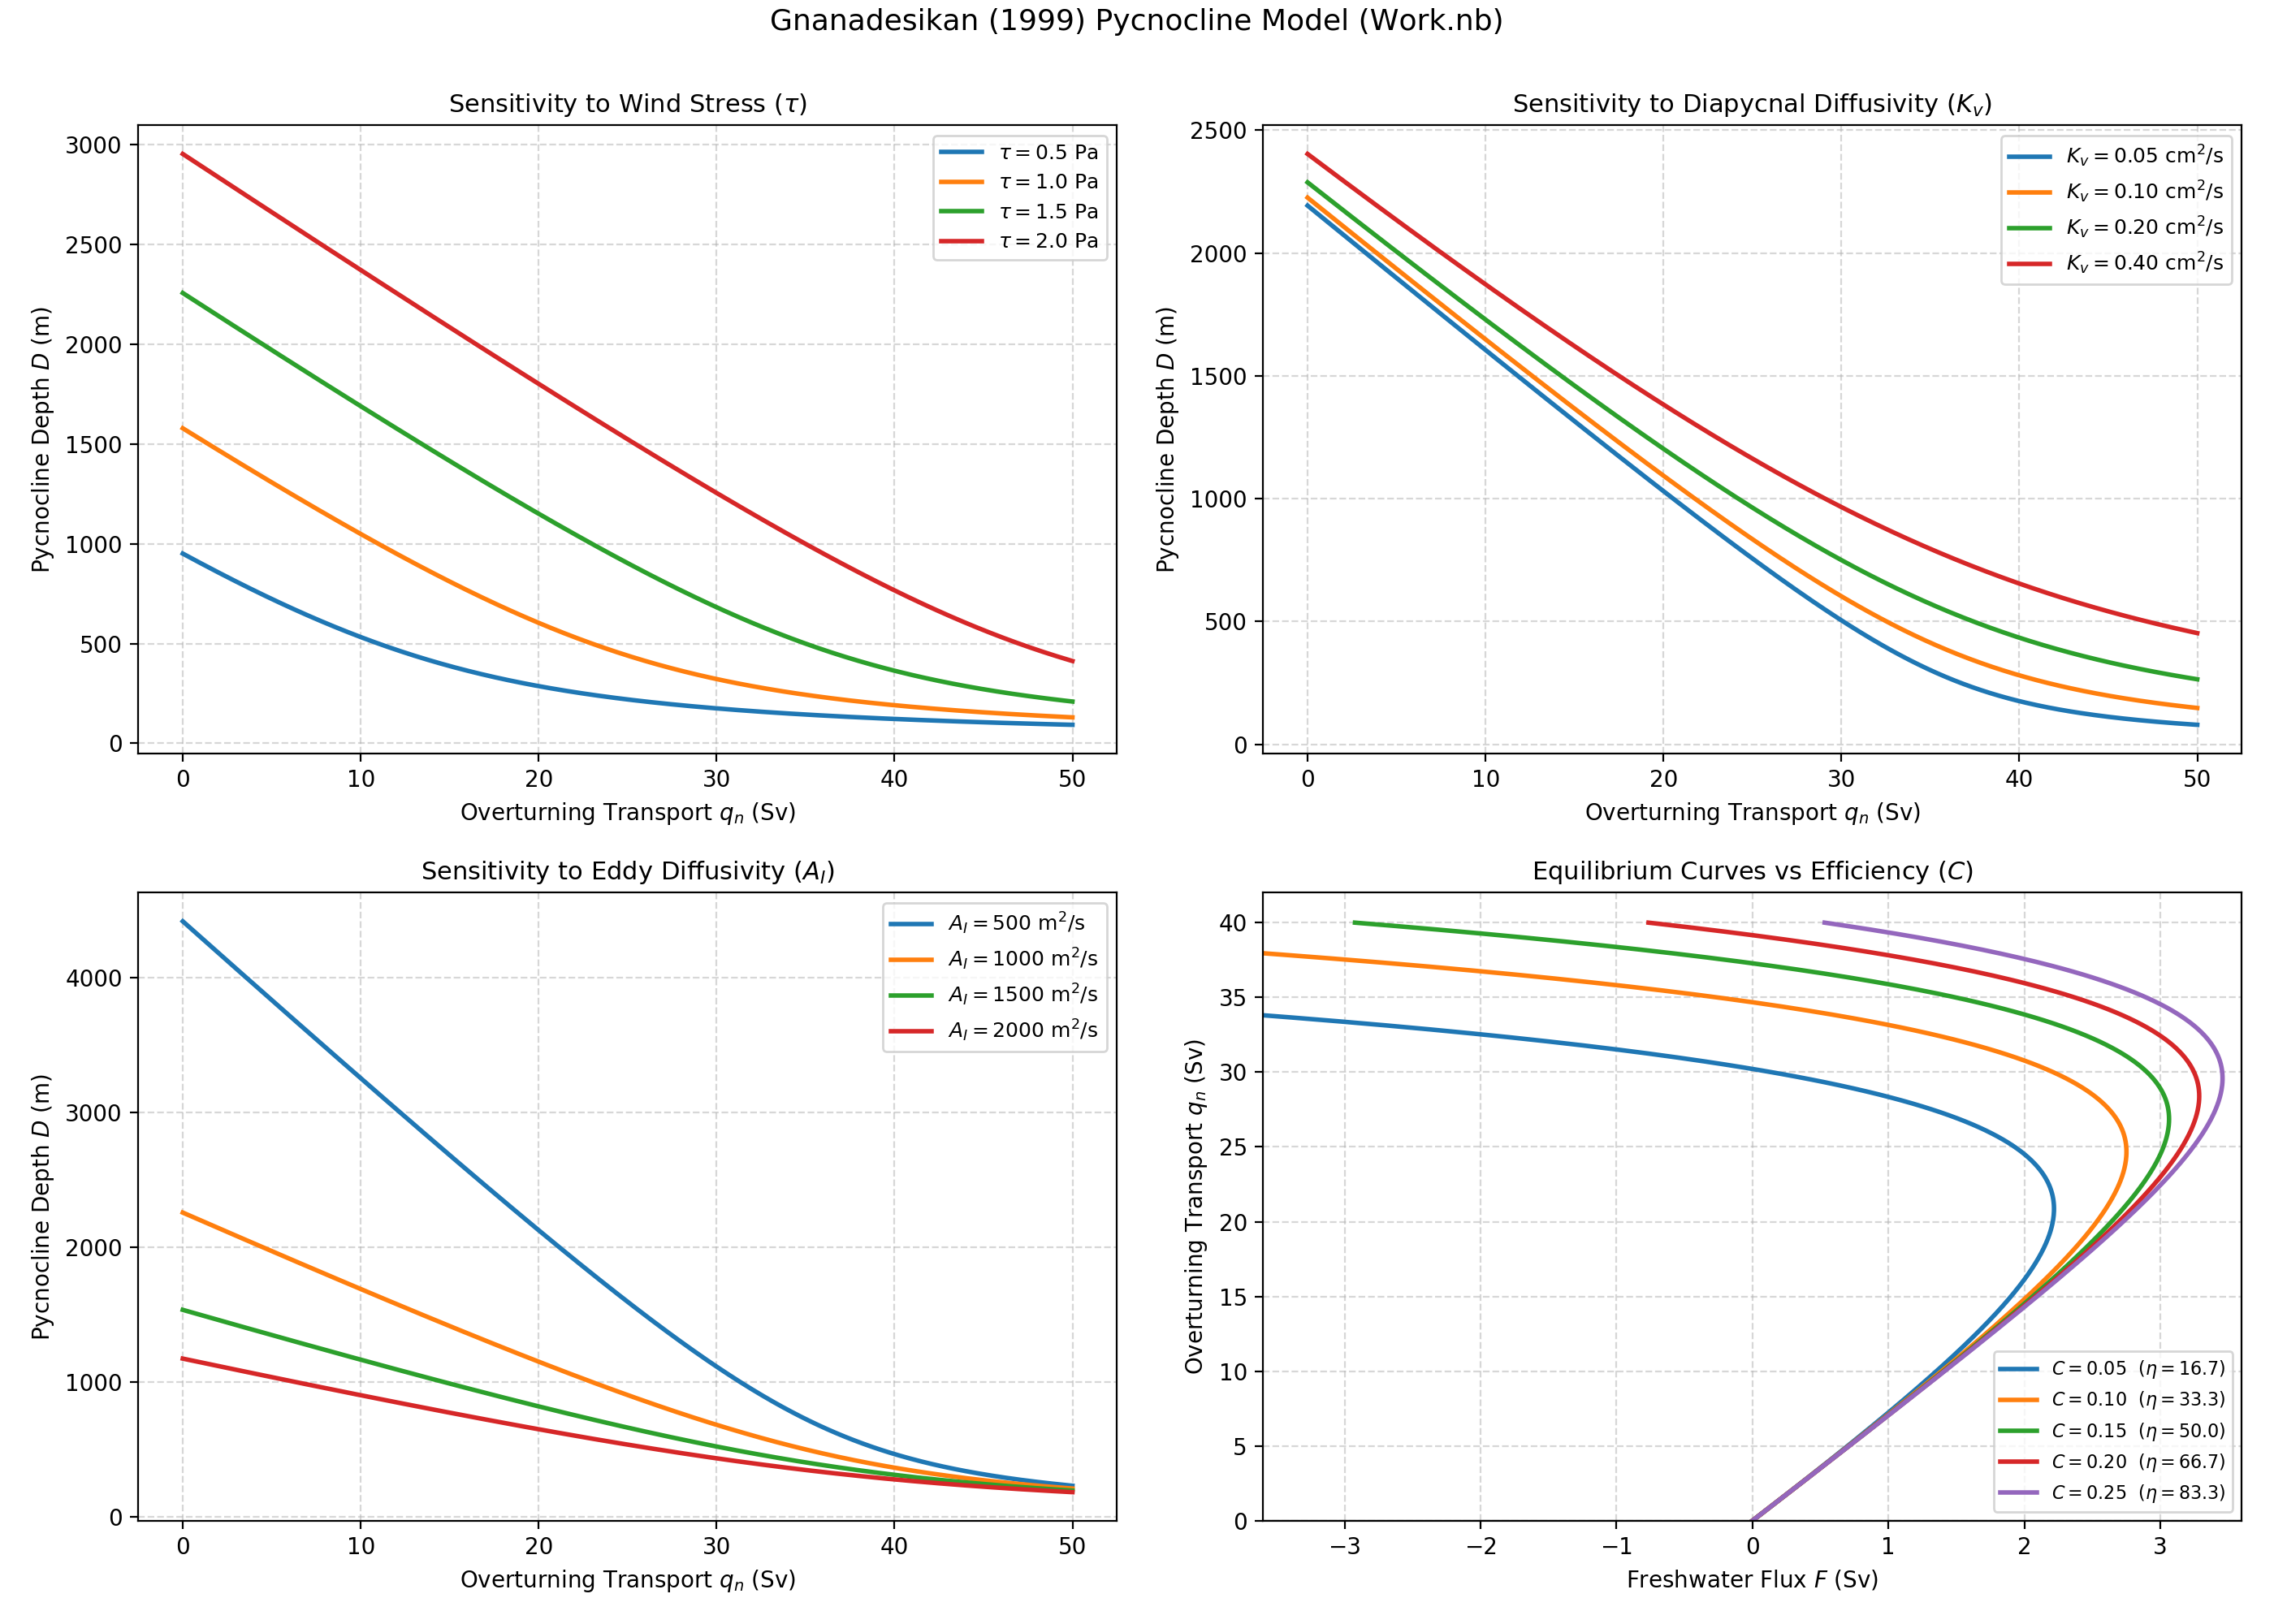 Gnanadesikan (1999) Pycnocline Model (Work.nb)
Sensitivity to Wind Stress (τ)
Pycnocline Depth D (m)
3000
2500
2000
1500
1000
500
0
τ = 0.5 Pa
τ = 1.0 Pa
τ = 1.5 Pa
τ = 2.0 Pa
0 10 20 30 40 50
Overturning Transport qₙ (Sv)
Sensitivity to Diapycnal Diffusivity (Kᵥ)
Pycnocline Depth D (m)
2500
2000
1500
1000
500
0
Kᵥ = 0.05 cm²/s
Kᵥ = 0.10 cm²/s
Kᵥ = 0.20 cm²/s
Kᵥ = 0.40 cm²/s
0 10 20 30 40 50
Overturning Transport qₙ (Sv)
Sensitivity to Eddy Diffusivity (A_I)
Pycnocline Depth D (m)
4000
3000
2000
1000
0
A_I = 500 m²/s
A_I = 1000 m²/s
A_I = 1500 m²/s
A_I = 2000 m²/s
0 10 20 30 40 50
Overturning Transport qₙ (Sv)
Equilibrium Curves vs Efficiency (C)
Overturning Transport qₙ (Sv)
40
35
30
25
20
15
10
5
0
C = 0.05 (η = 16.7)
C = 0.10 (η = 33.3)
C = 0.15 (η = 50.0)
C = 0.20 (η = 66.7)
C = 0.25 (η = 83.3)
−3 −2 −1 0 1 2 3
Freshwater Flux F (Sv)